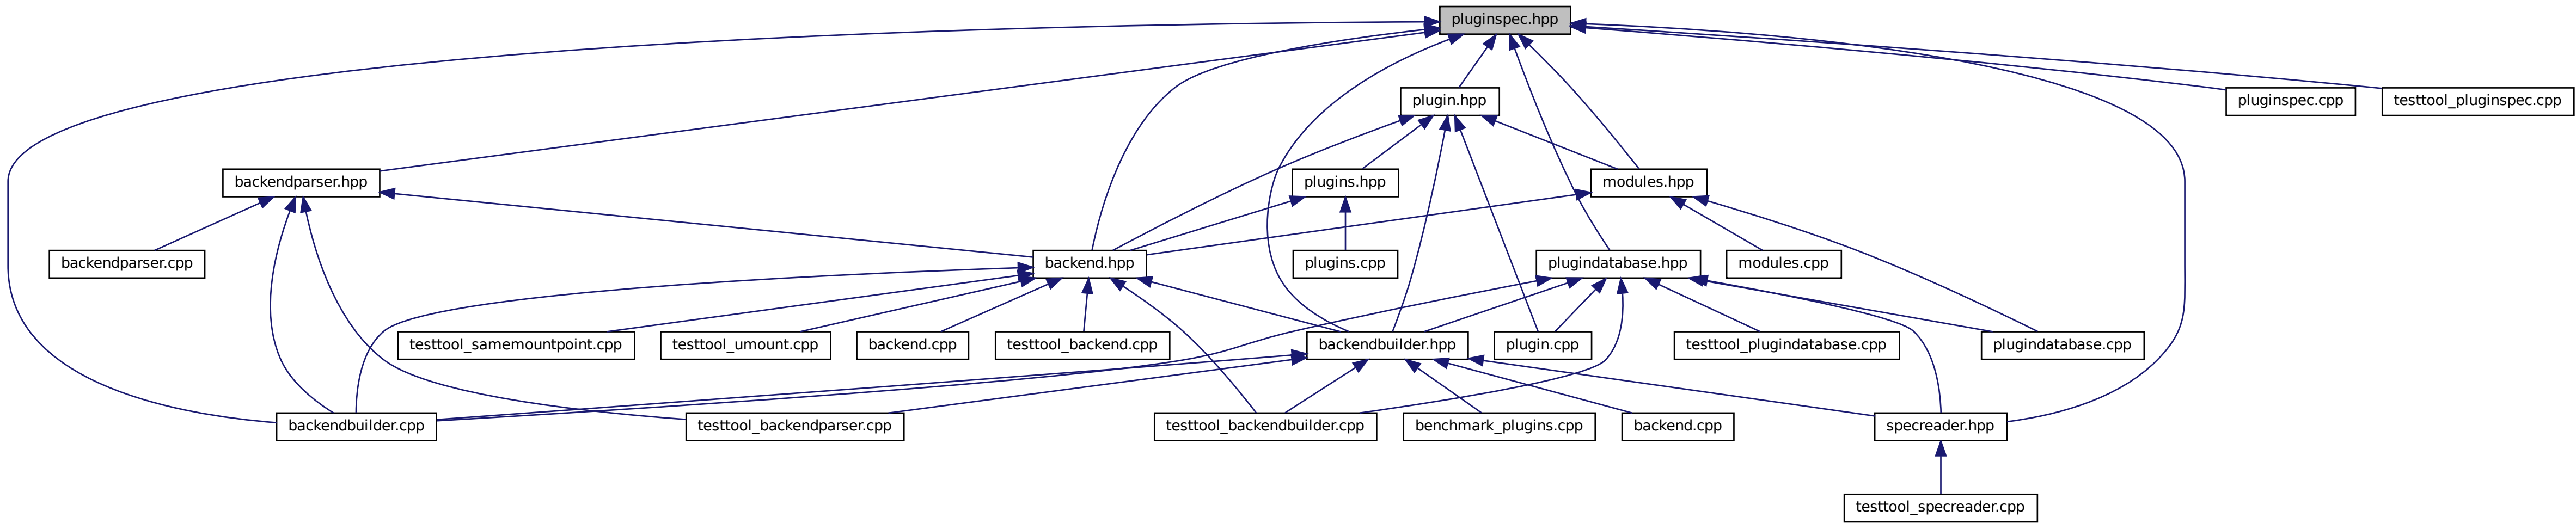 pluginspec.hpp
plugin.hpp
pluginspec.cpp
testtool_pluginspec.cpp
backendparser.hpp
plugins.hpp
modules.hpp
backendparser.cpp
backend.hpp
plugins.cpp
plugindatabase.hpp
modules.cpp
testtool_samemountpoint.cpp
testtool_umount.cpp
backend.cpp
testtool_backend.cpp
backendbuilder.hpp
plugin.cpp
testtool_plugindatabase.cpp
plugindatabase.cpp
backendbuilder.cpp
testtool_backendparser.cpp
testtool_backendbuilder.cpp
benchmark_plugins.cpp
backend.cpp
specreader.hpp
testtool_specreader.cpp